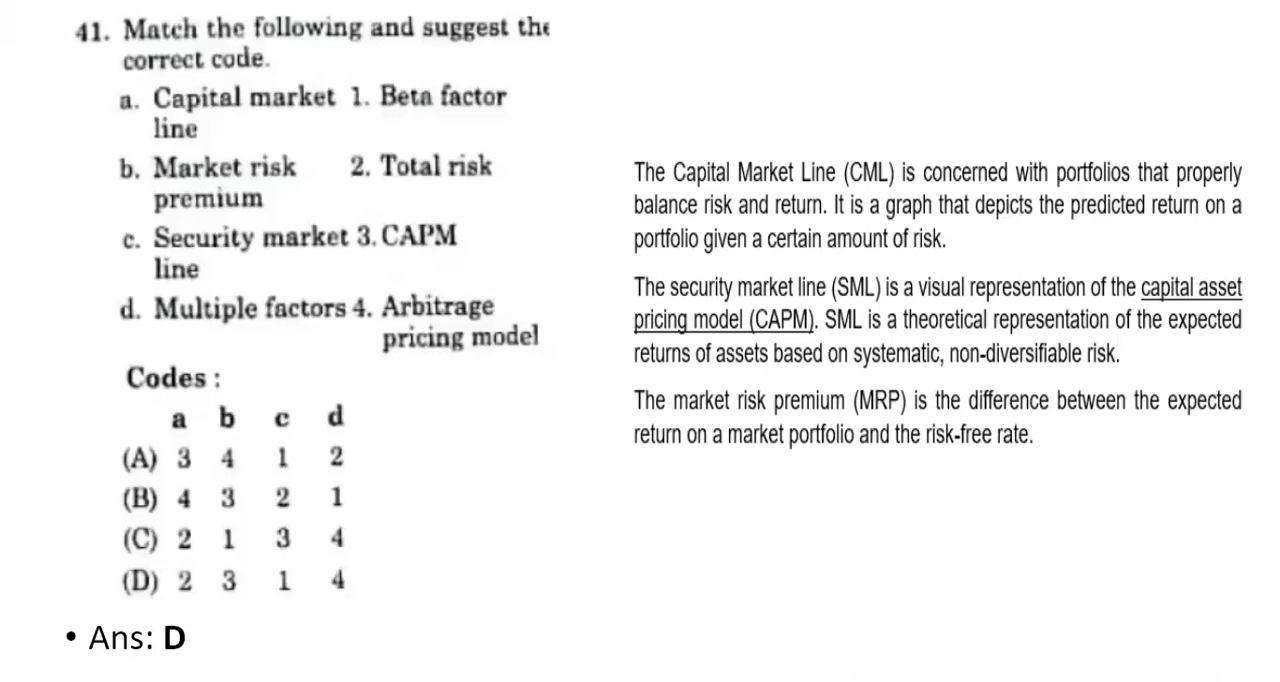 41. Match the following and suggest the
correct code.
a. Capital market 1. Beta factor
line
b. Market risk 2. Total risk
premium
c. Security market 3. CAPM
line
d. Multiple factors 4. Arbitrage
pricing model
Codes :
a b c d
(A) 3 4 1 2
(B) 4 3 2 1
(C) 2 1 3 4
(D) 2 3 1 4
• Ans: D
The Capital Market Line (CML) is concerned with portfolios that properly
balance risk and return. It is a graph that depicts the predicted return on a
portfolio given a certain amount of risk.
The security market line (SML) is a visual representation of the capital asset
pricing model (CAPM). SML is a theoretical representation of the expected
returns of assets based on systematic, non-diversifiable risk.
The market risk premium (MRP) is the difference between the expected
return on a market portfolio and the risk-free rate.